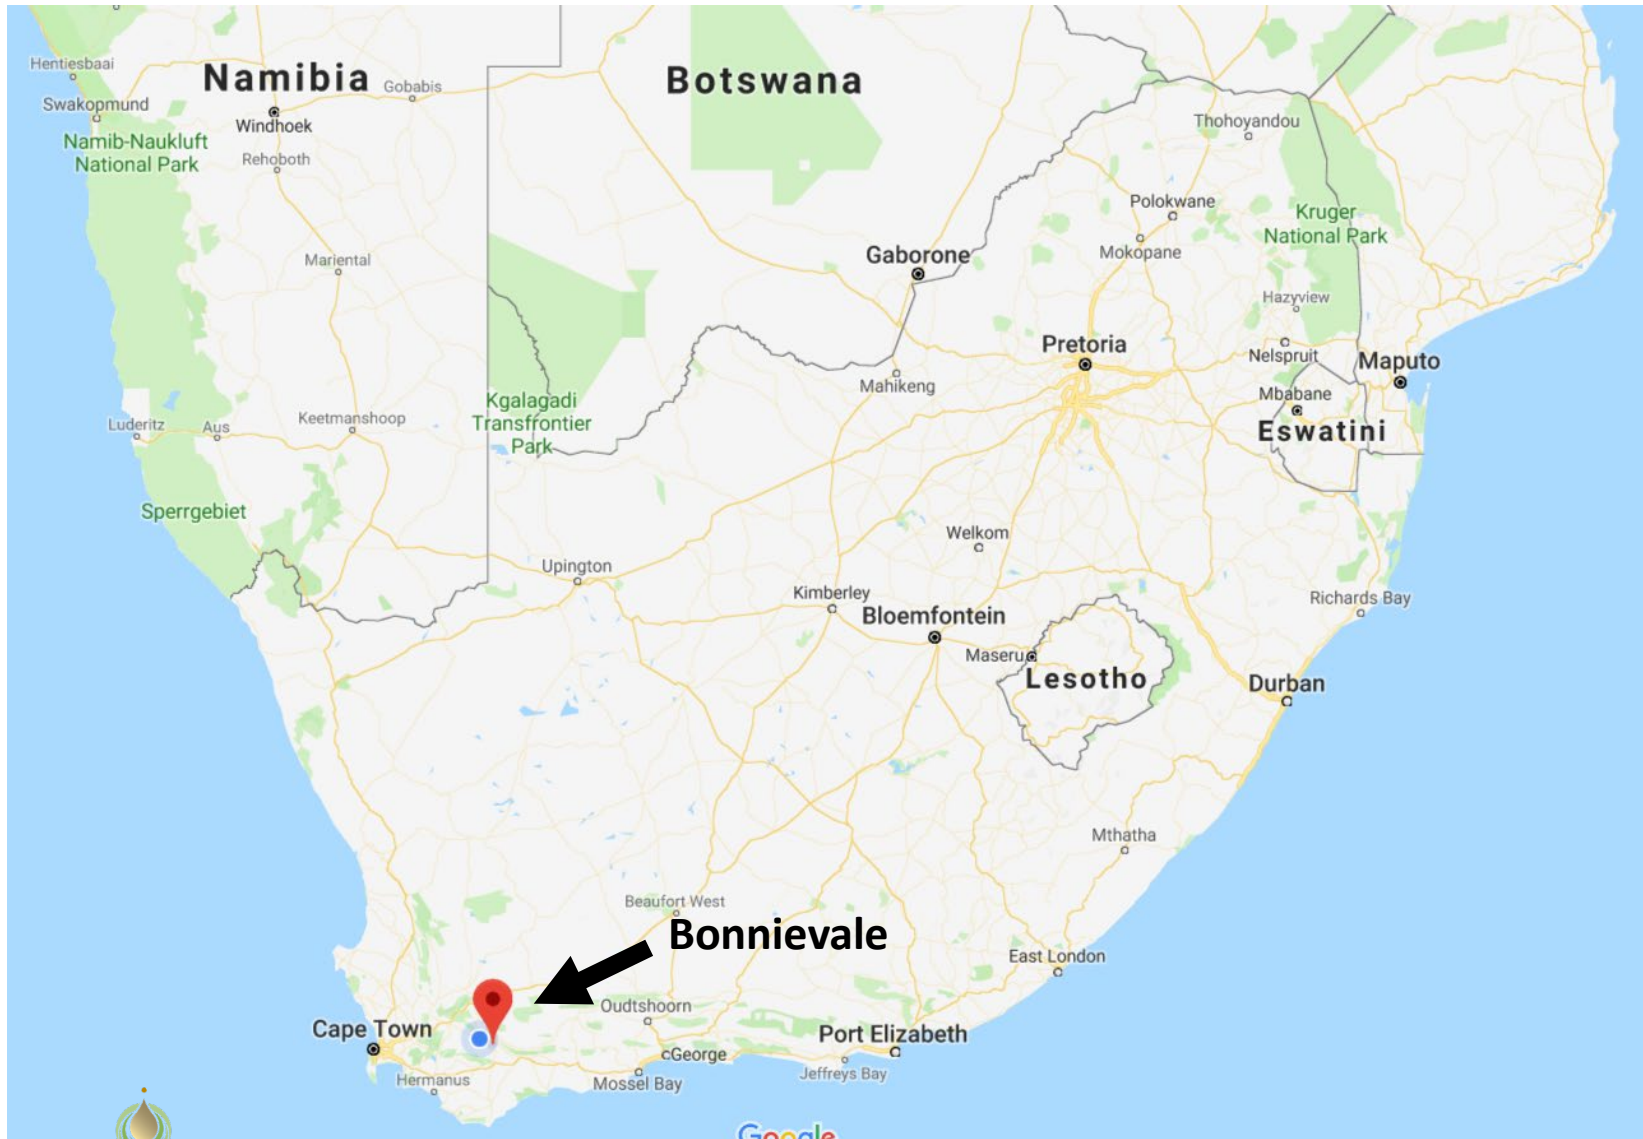 Hentiesbaai
Namibia
Gobabis
Botswana
Swakopmund
Windhoek
Thohoyandou
Namib-Naukluft
National Park
Rehoboth
Polokwane
Kruger
National Park
Mokopane
Gaborone
Mariental
Hazyview
Pretoria
Nelspruit
Maputo
Mahikeng
Mbabane
Kgalagadi
Transfrontier
Park
Luderitz
Aus
Keetmanshoop
Eswatini
Sperrgebiet
Welkom
Upington
Kimberley
Richards Bay
Bloemfontein
Maseru
Lesotho
Durban
Mthatha
Beaufort West
Bonnievale
East London
Oudtshoorn
Cape Town
Port Elizabeth
George
Hermanus
Mossel Bay
Jeffreys Bay
Google